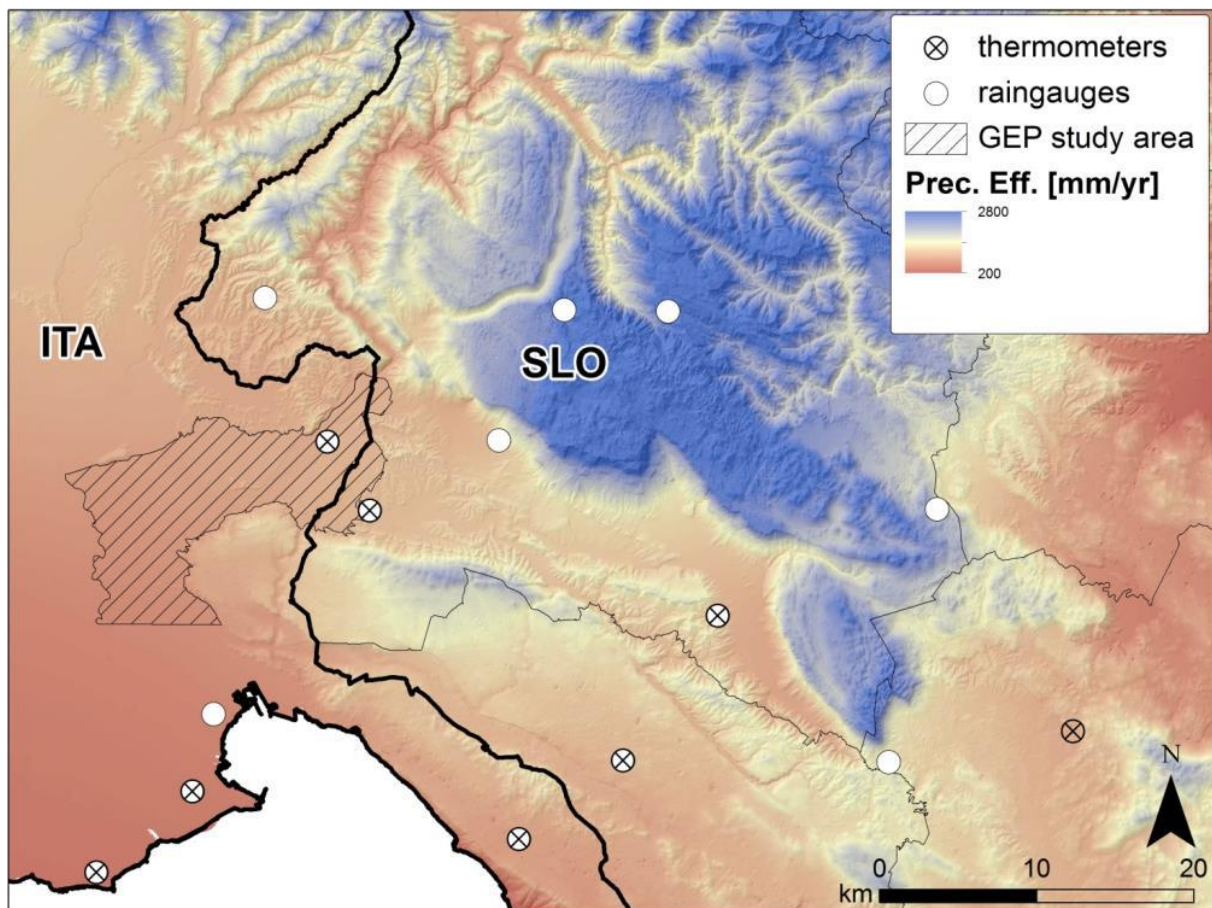 thermometers
raingauges
GEP study area
Prec. Eff. [mm/yr]
2800
200
ITA
SLO
N
0 10 20
km